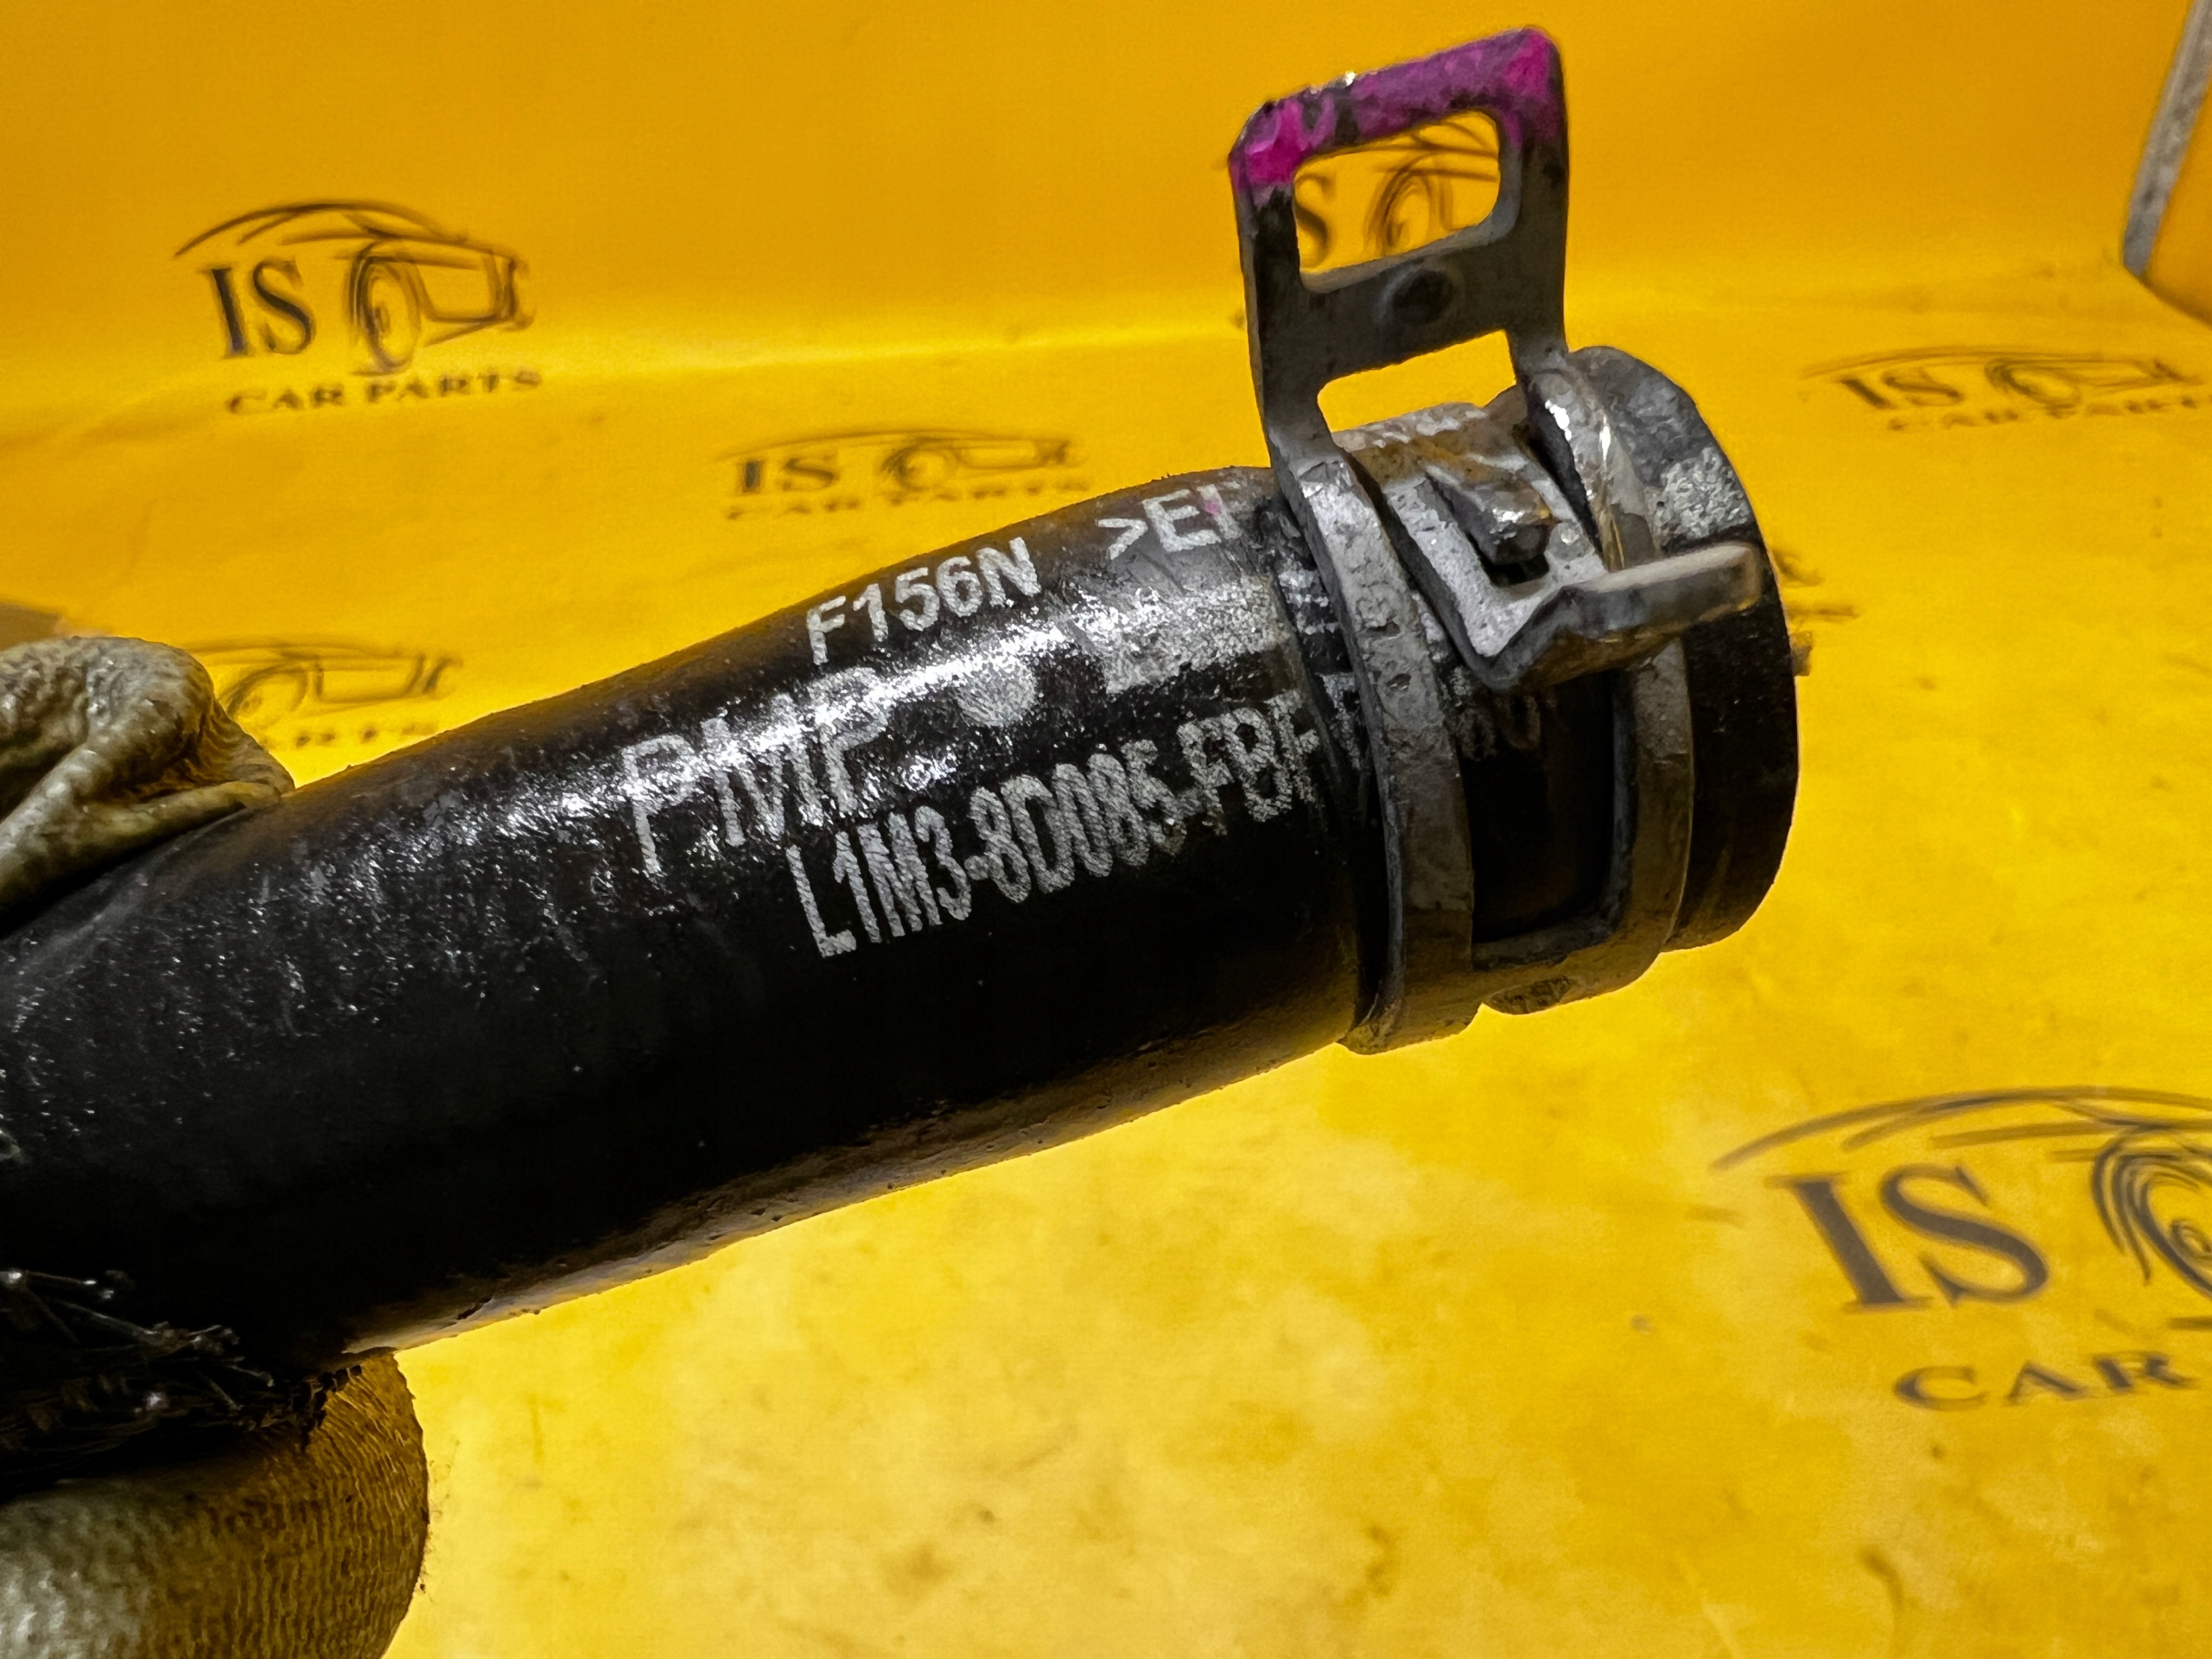 IS
CAR PARTS
S
IS
CAR PARTS
IS
CAR PARTS
F156N >E
PMP
L1M3-8D085-FBF
IS
CAR